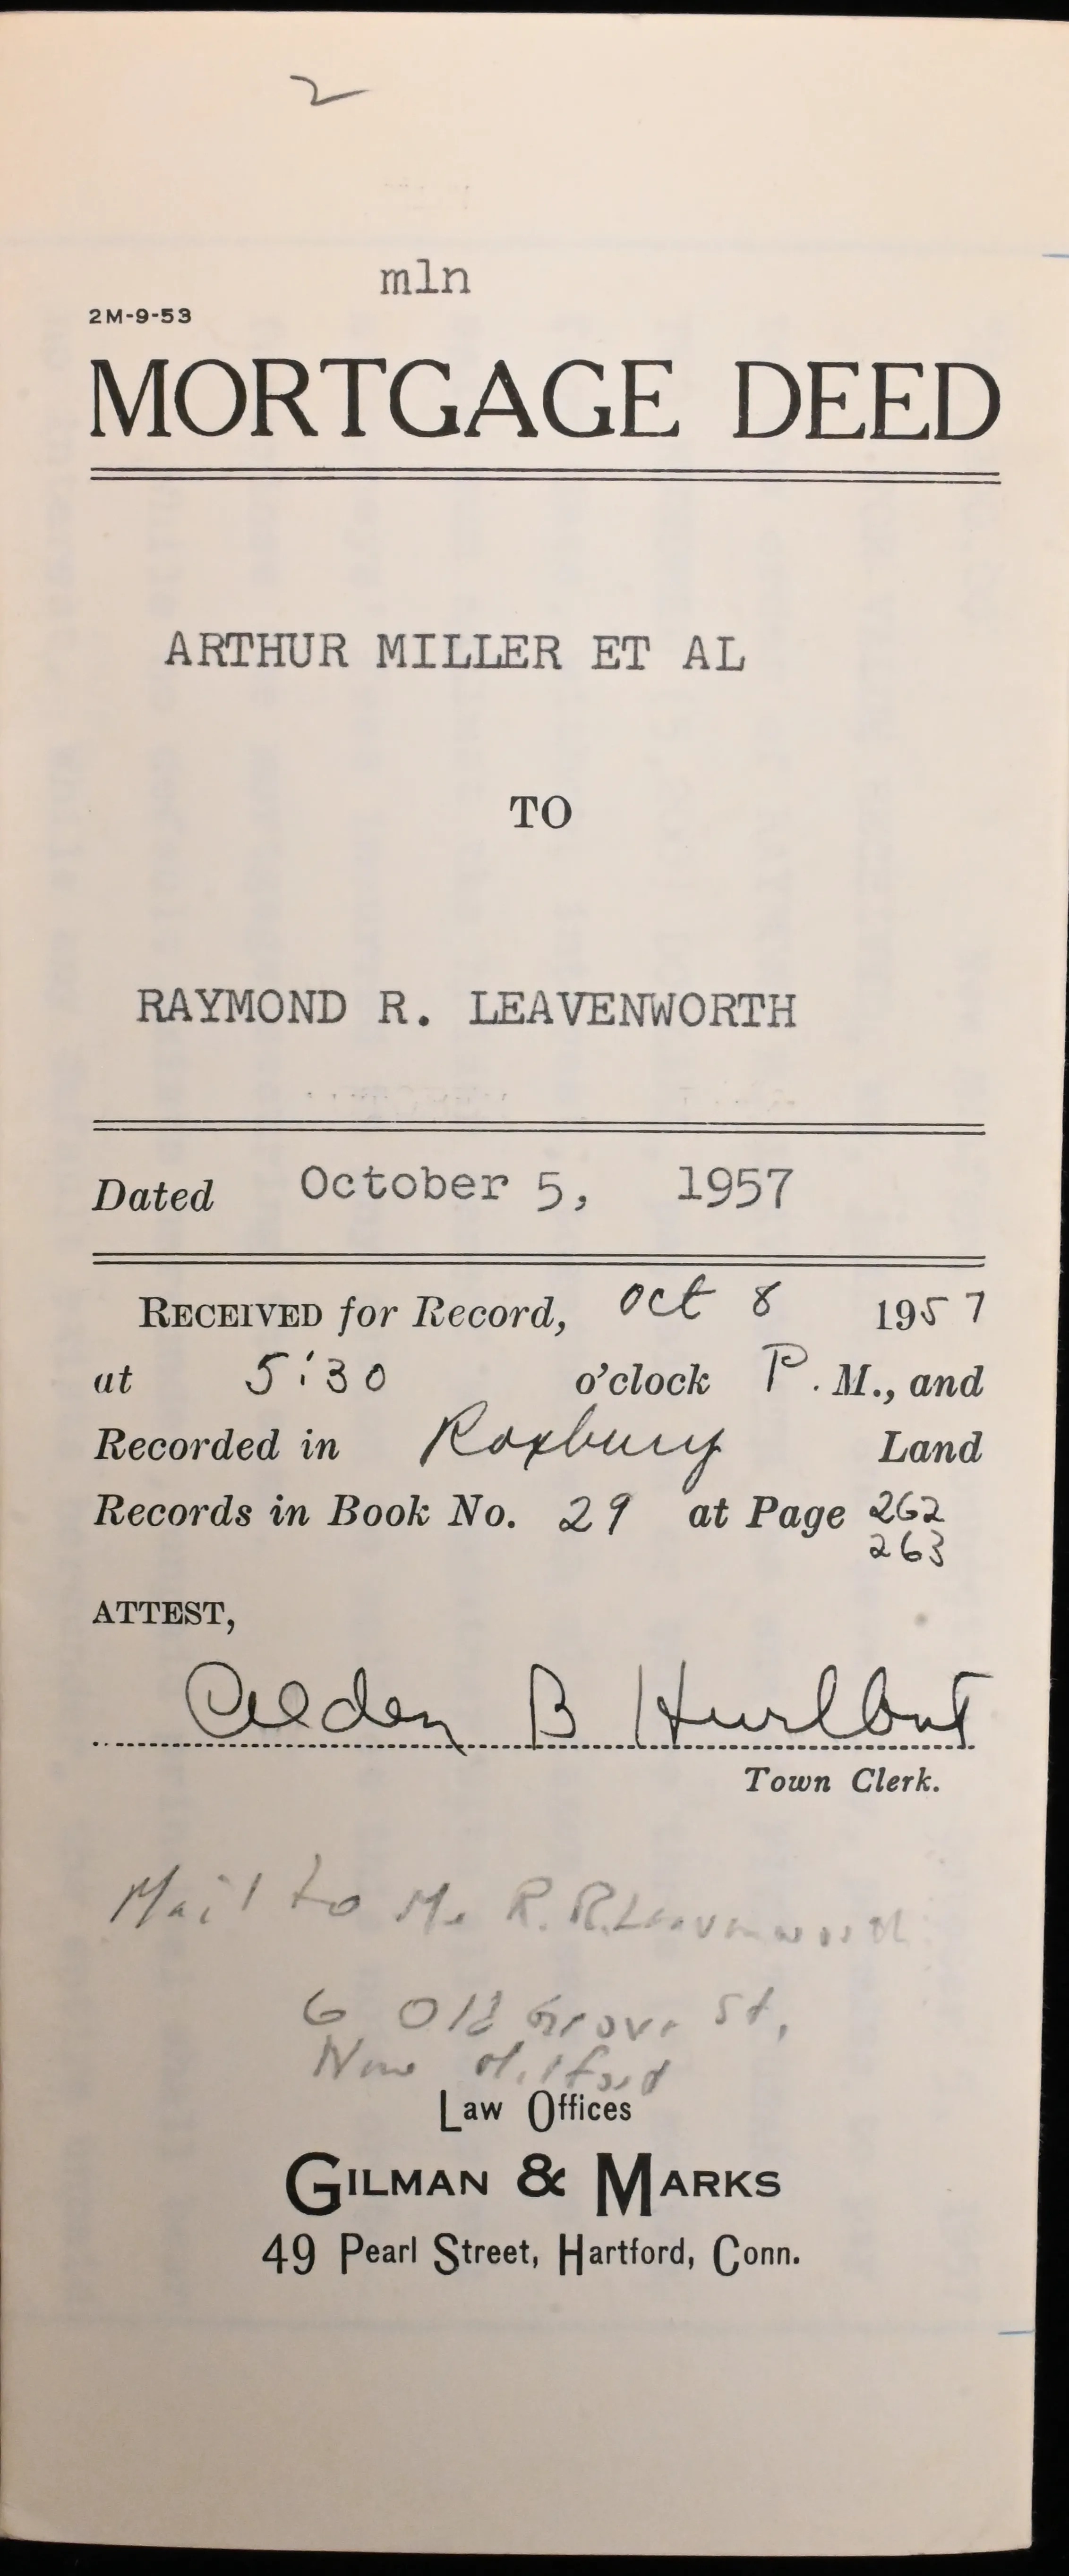 2
mln
2M-9-53
MORTGAGE DEED
ARTHUR MILLER ET AL
TO
RAYMOND R. LEAVENWORTH
Dated October 5, 1957
RECEIVED for Record, oct 8 1957
at 5:30 o'clock P. M., and
Recorded in Roxbury Land
Records in Book No. 29 at Page 262
263
ATTEST,
Alden B Hurlbut
Town Clerk.
Mail to Mr R. R. Leavenworth
6 Old Grove St,
New Milford
Law Offices
GILMAN & MARKS
49 Pearl Street, Hartford, Conn.